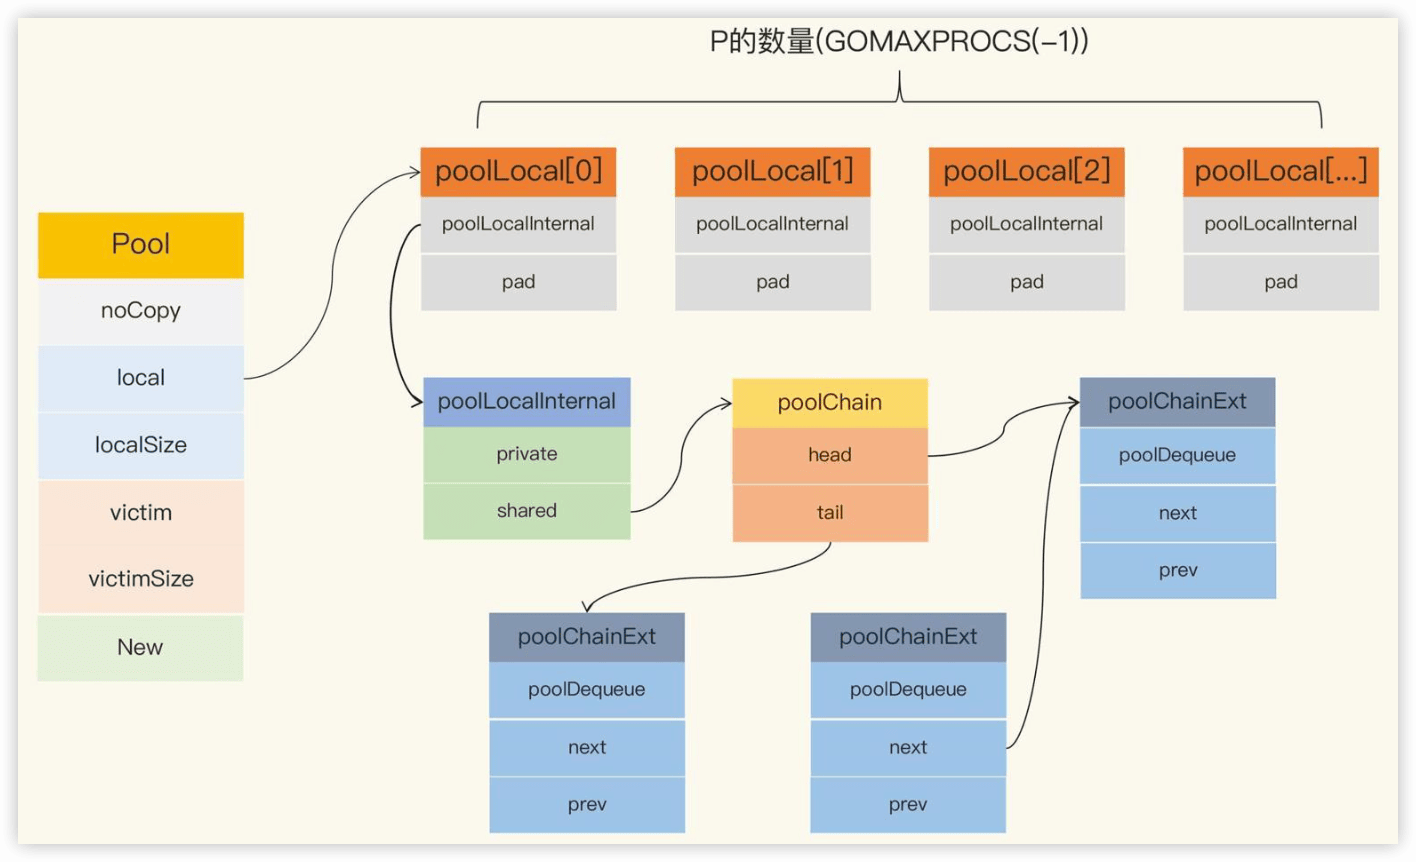 P的数量(GOMAXPROCS(-1))
poolLocal[0]
poolLocal[1]
poolLocal[2]
poolLocal[...]
poolLocalInternal
poolLocalInternal
poolLocalInternal
poolLocalInternal
pad
pad
pad
pad
Pool
noCopy
local
localSize
victim
victimSize
New
poolLocalInternal
private
shared
poolChain
head
tail
poolChainExt
poolDequeue
next
prev
poolChainExt
poolDequeue
next
prev
poolChainExt
poolDequeue
next
prev